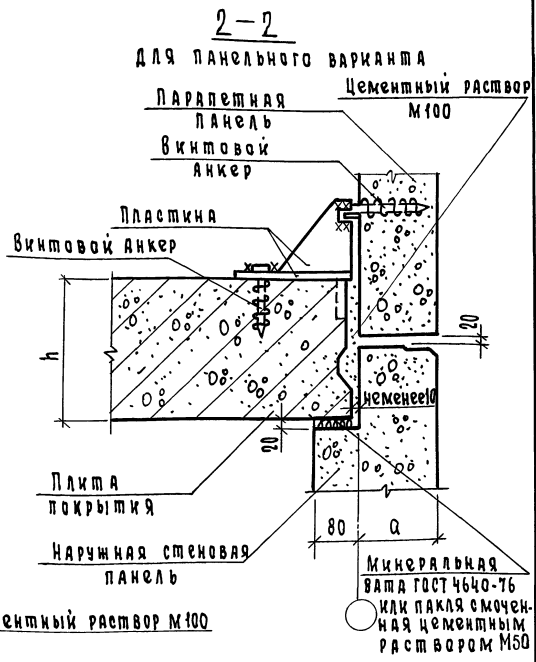 2-2
Для панельного варианта
Цементный раствор
М100
Парапетная
панель
Винтовой
анкер
Пластина
Винтовой анкер
h
20
не менее 10
20
Плита
покрытия
80
а
Наружная стеновая
панель
Минеральная
вата ГОСТ 4640-76
или пакля смочен-
ная цементным
раствором М50
ентный раствор М100